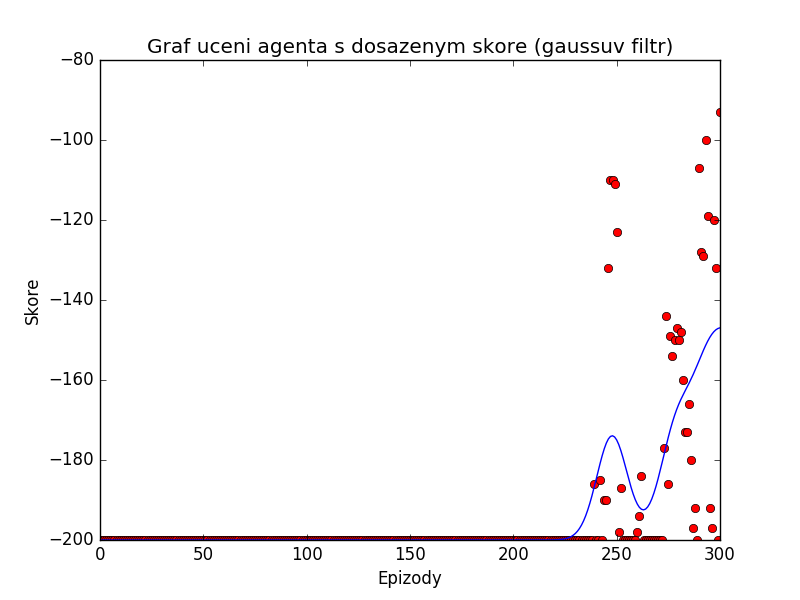 Graf uceni agenta s dosazenym skore (gaussuv filtr)
−80
−100
−120
−140
−160
−180
−200
Skore
0 50 100 150 200 250 300
Epizody